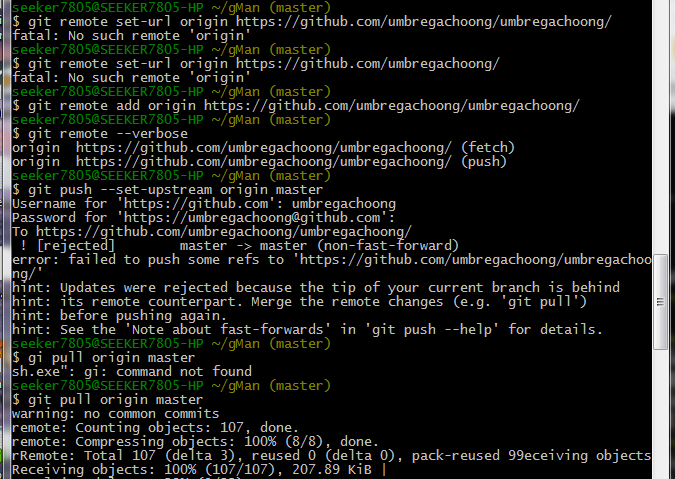 seeker7805@SEEKER7805-HP ~/gMan (master)
$ git remote set-url origin https://github.com/umbregachoong/umbregachoong/
fatal: No such remote 'origin'
seeker7805@SEEKER7805-HP ~/gMan (master)
$ git remote set-url origin https://github.com/umbregachoong/
fatal: No such remote 'origin'
seeker7805@SEEKER7805-HP ~/gMan (master)
$ git remote add origin https://github.com/umbregachoong/umbregachoong/
seeker7805@SEEKER7805-HP ~/gMan (master)
$ git remote --verbose
origin  https://github.com/umbregachoong/umbregachoong/ (fetch)
origin  https://github.com/umbregachoong/umbregachoong/ (push)
seeker7805@SEEKER7805-HP ~/gMan (master)
$ git push --set-upstream origin master
Username for 'https://github.com': umbregachoong
Password for 'https://umbregachoong@github.com':
To https://github.com/umbregachoong/umbregachoong/
 ! [rejected]        master -> master (non-fast-forward)
error: failed to push some refs to 'https://github.com/umbregachoong/umbregachoo
ng/'
hint: Updates were rejected because the tip of your current branch is behind
hint: its remote counterpart. Merge the remote changes (e.g. 'git pull')
hint: before pushing again.
hint: See the 'Note about fast-forwards' in 'git push --help' for details.
seeker7805@SEEKER7805-HP ~/gMan (master)
$ gi pull origin master
sh.exe": gi: command not found
seeker7805@SEEKER7805-HP ~/gMan (master)
$ git pull origin master
warning: no common commits
remote: Counting objects: 107, done.
remote: Compressing objects: 100% (8/8), done.
rRemote: Total 107 (delta 3), reused 0 (delta 0), pack-reused 99eceiving objects
Receiving objects: 100% (107/107), 207.89 KiB |